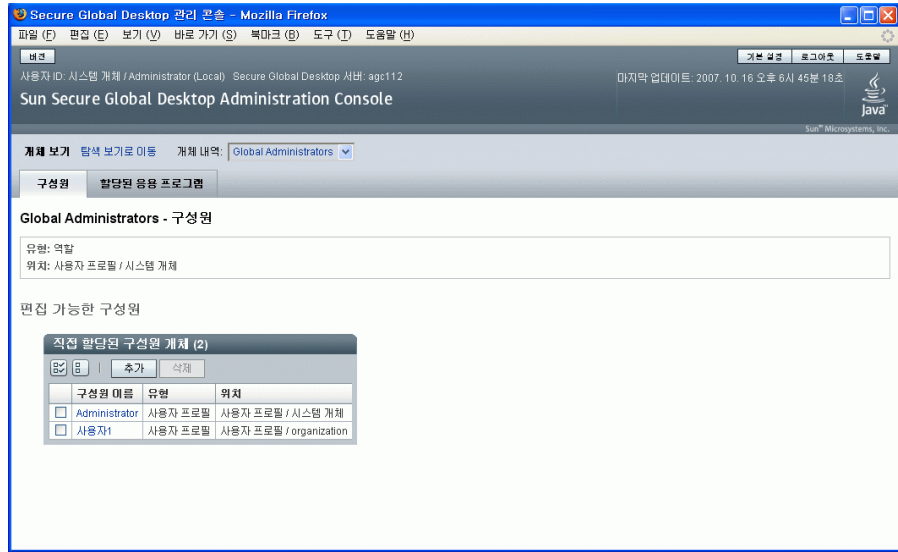 Secure Global Desktop 관리 콘솔 - Mozilla Firefox
파일 (F) 편집 (E) 보기 (V) 바로 가기 (S) 북마크 (B) 도구 (T) 도움말 (H)
버전 기본 설정 로그아웃 도움말
사용자 ID: 시스템 개체 / Administrator (Local) Secure Global Desktop 서버: agc112 마지막 업데이트: 2007. 10. 16 오후 6시 45분 18초
Sun Secure Global Desktop Administration Console
Java™
Sun™ Microsystems, Inc.
개체 보기 탐색 보기로 이동 개체 내역: Global Administrators
구성원 할당된 응용 프로그램
Global Administrators - 구성원
유형: 역할
위치: 사용자 프로필 / 시스템 개체
편집 가능한 구성원
직접 할당된 구성원 개체 (2)
추가 삭제
구성원 이름 유형 위치
Administrator 사용자 프로필 사용자 프로필 / 시스템 개체
사용자1 사용자 프로필 사용자 프로필 / organization